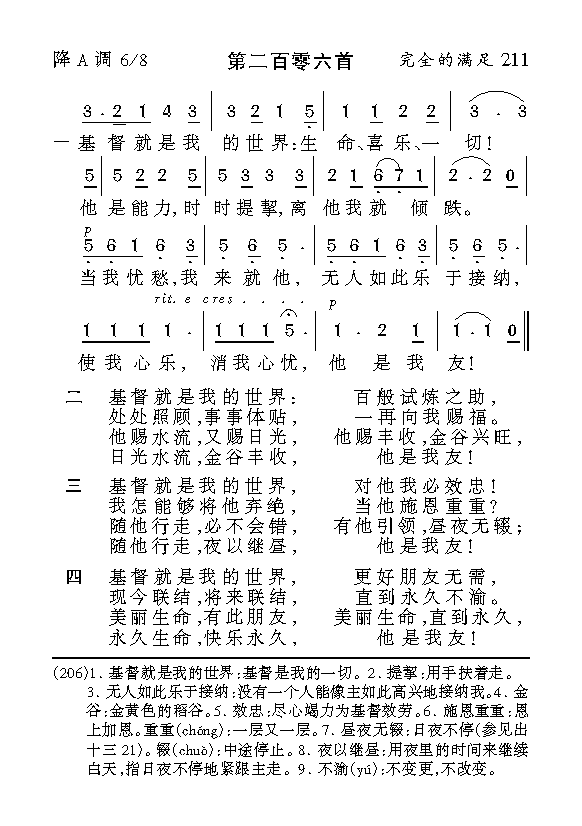 降 A 调 6/8 第二百零六首 完全的满足 211
3 . 2 1 4 3 | 3 2 1 5 | 1 1 2 2 | 3 . 3
一 基 督 就 是 我 的 世 界 : 生 命、喜 乐、一 切 !
5 | 5 2 2 5 | 5 3 3 3 | 2 1 6 7 1 | 2 . 2 0
他 是 能 力, 时 时 提 挈, 离 他 我 就 倾 跌。
p
5 6 1 6 3 | 5 6 5 . | 5 6 1 6 3 | 5 6 5 .
当 我 忧 愁, 我 来 就 他, 无 人 如 此 乐 于 接 纳,
rit. e cres . . . . p
1 1 1 1 . | 1 1 1 5 . | 1 . 2 1 | 1 . 1 0
使 我 心 乐, 消 我 心 忧, 他 是 我 友 !
二 基督就是我的世界: 百般试炼之助,
处处照顾,事事体贴, 一再向我赐福。
他赐水流,又赐日光, 他赐丰收,金谷兴旺,
日光水流,金谷丰收, 他是我友!
三 基督就是我的世界, 对他我必效忠!
我怎能够将他弃绝, 当他施恩重重?
随他行走,必不会错, 有他引领,昼夜无辍;
随他行走,夜以继昼, 他是我友!
四 基督就是我的世界, 更好朋友无需,
现今联结,将来联结, 直到永久不渝。
美丽生命,有此朋友, 美丽生命,直到永久,
永久生命,快乐永久, 他是我友!
(206)1. 基督就是我的世界:基督是我的一切。2. 提挈:用手扶着走。
3. 无人如此乐于接纳:没有一个人能像主如此高兴地接纳我。4. 金
谷:金黄色的稻谷。5. 效忠:尽心竭力为基督效劳。6. 施恩重重:恩
上加恩。重重(chóng):一层又一层。7. 昼夜无辍:日夜不停(参见出
十三 21)。辍(chuò):中途停止。8. 夜以继昼:用夜里的时间来继续
白天,指日夜不停地紧跟主走。9. 不渝(yú):不变更,不改变。